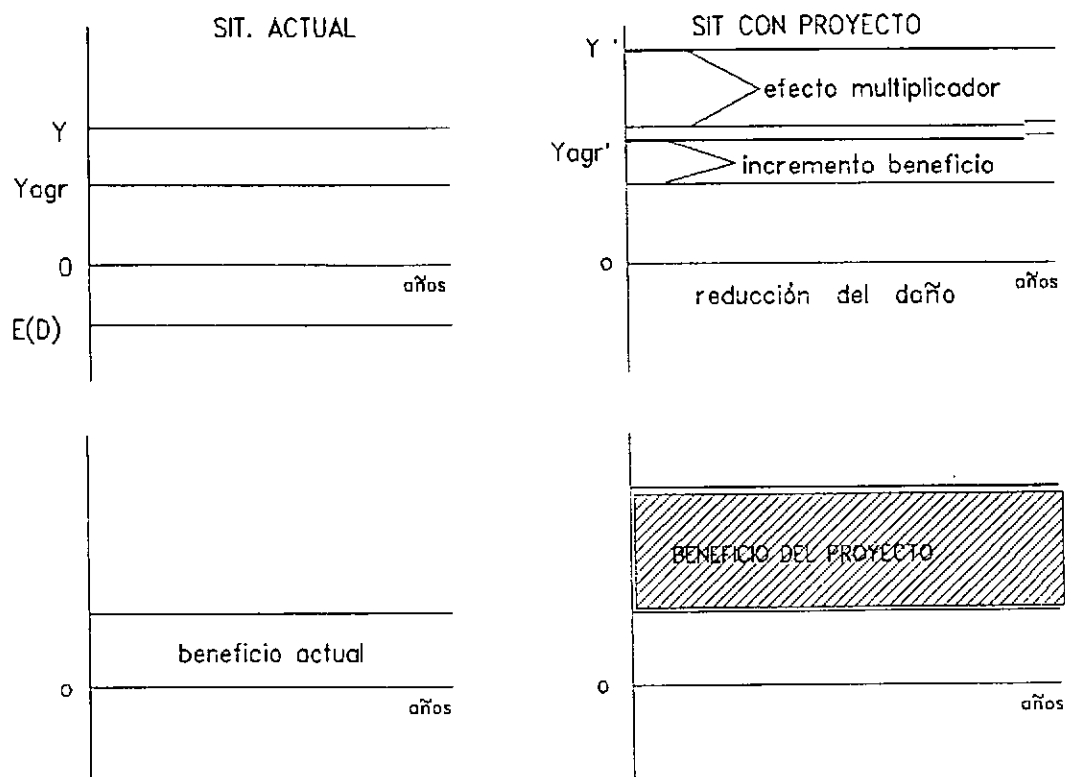 SIT. ACTUAL
Y
Yagr
0
años
E(D)
SIT CON PROYECTO
Y '
efecto multiplicador
Yagr'
incremento beneficio
o
años
reducción del daño
beneficio actual
o
años
BENEFICIO DEL PROYECTO
o
años